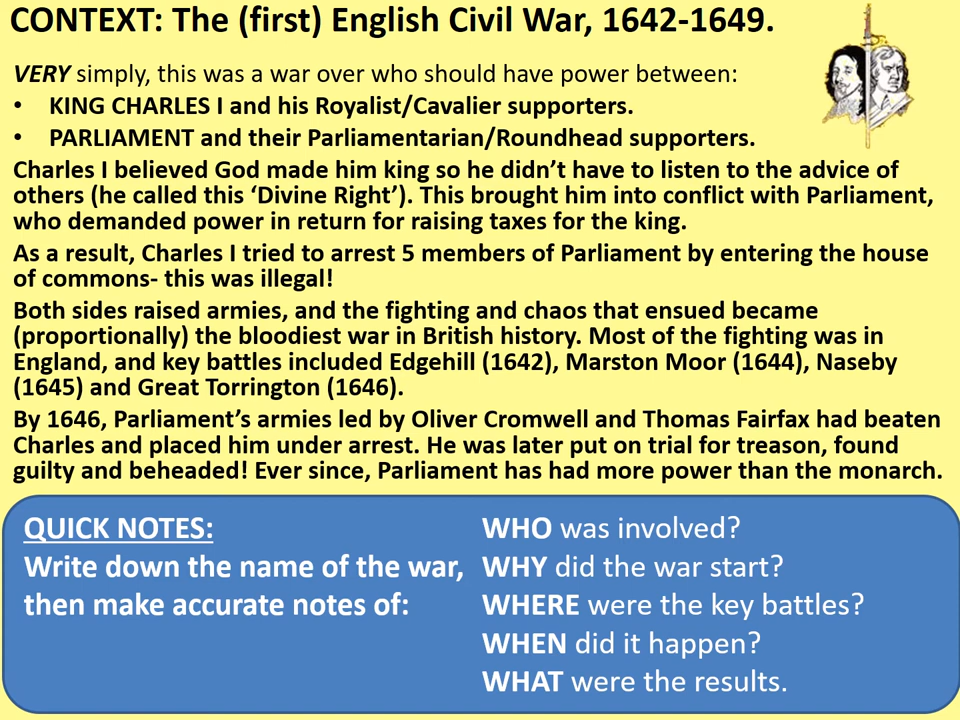 CONTEXT: The (first) English Civil War, 1642-1649.
VERY simply, this was a war over who should have power between:
• KING CHARLES I and his Royalist/Cavalier supporters.
• PARLIAMENT and their Parliamentarian/Roundhead supporters.
Charles I believed God made him king so he didn’t have to listen to the advice of
others (he called this ‘Divine Right’). This brought him into conflict with Parliament,
who demanded power in return for raising taxes for the king.
As a result, Charles I tried to arrest 5 members of Parliament by entering the house
of commons- this was illegal!
Both sides raised armies, and the fighting and chaos that ensued became
(proportionally) the bloodiest war in British history. Most of the fighting was in
England, and key battles included Edgehill (1642), Marston Moor (1644), Naseby
(1645) and Great Torrington (1646).
By 1646, Parliament’s armies led by Oliver Cromwell and Thomas Fairfax had beaten
Charles and placed him under arrest. He was later put on trial for treason, found
guilty and beheaded! Ever since, Parliament has had more power than the monarch.
QUICK NOTES:
Write down the name of the war,
then make accurate notes of:
WHO was involved?
WHY did the war start?
WHERE were the key battles?
WHEN did it happen?
WHAT were the results.